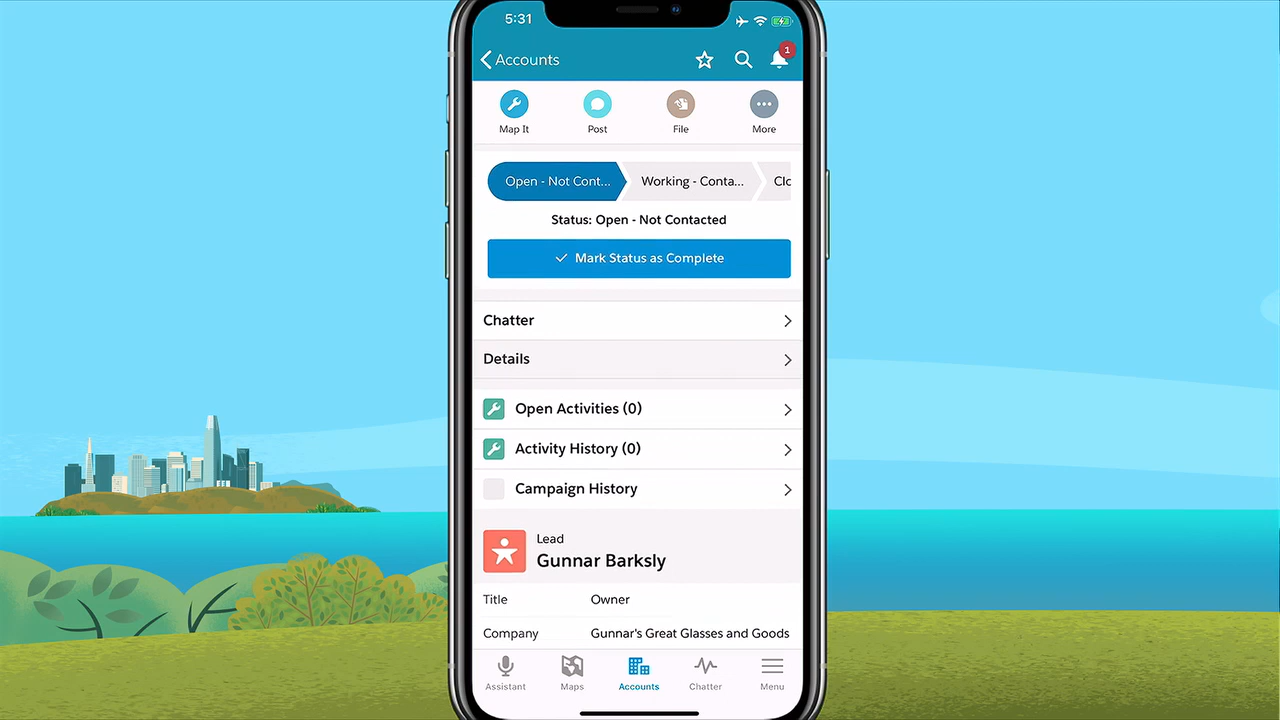 5:31
Accounts
1
Map It
Post
File
More
Open - Not Cont...
Working - Conta...
Clo
Status: Open - Not Contacted
Mark Status as Complete
Chatter
Details
Open Activities (0)
Activity History (0)
Campaign History
Lead
Gunnar Barksly
Title Owner
Company Gunnar's Great Glasses and Goods
Assistant
Maps
Accounts
Chatter
Menu